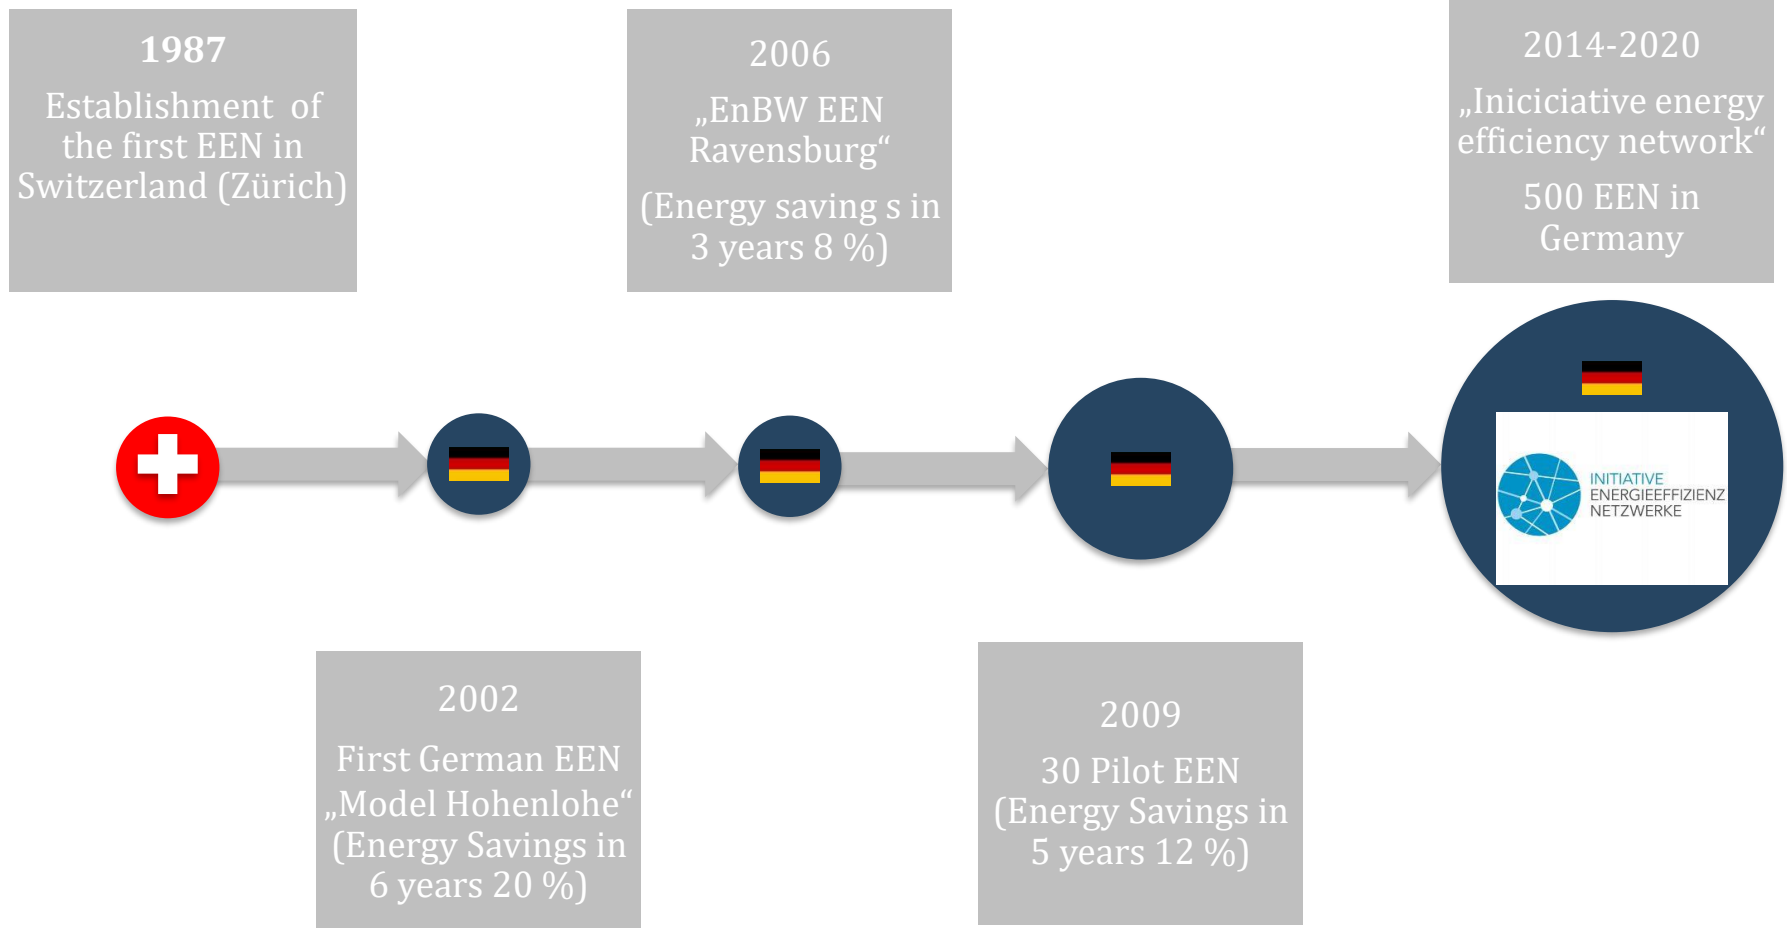 1987
Establishment of
the first EEN in
Switzerland (Zürich)
2002
First German EEN
„Model Hohenlohe“
(Energy Savings in
6 years 20 %)
2006
„EnBW EEN
Ravensburg“
(Energy saving s in
3 years 8 %)
2009
30 Pilot EEN
(Energy Savings in
5 years 12 %)
2014-2020
„Iniciciative energy
efficiency network“
500 EEN in
Germany
INITIATIVE
ENERGIEEFFIZIENZ
NETZWERKE